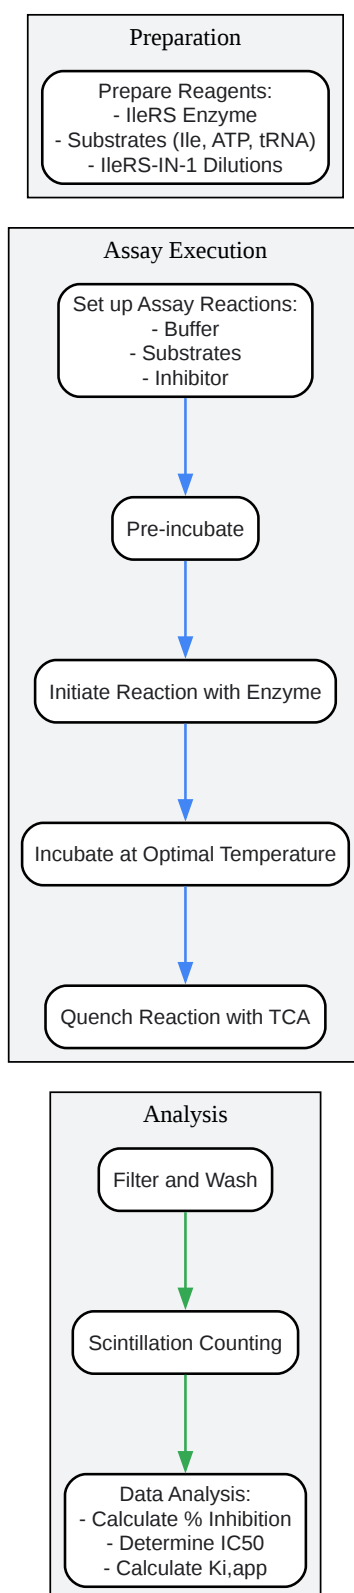 Preparation
Prepare Reagents:
- IleRS Enzyme
- Substrates (Ile, ATP, tRNA)
- IleRS-IN-1 Dilutions
Assay Execution
Set up Assay Reactions:
- Buffer
- Substrates
- Inhibitor
Pre-incubate
Initiate Reaction with Enzyme
Incubate at Optimal Temperature
Quench Reaction with TCA
Analysis
Filter and Wash
Scintillation Counting
Data Analysis:
- Calculate % Inhibition
- Determine IC50
- Calculate Ki,app